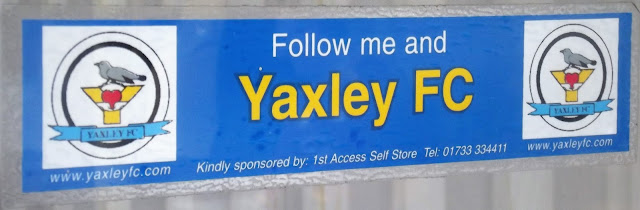 Follow me and
Yaxley FC
Kindly sponsored by: 1st Access Self Store Tel: 01733 334411
YAXLEY FC
www.yaxleyfc.com
YAXLEY FC
www.yaxleyfc.com